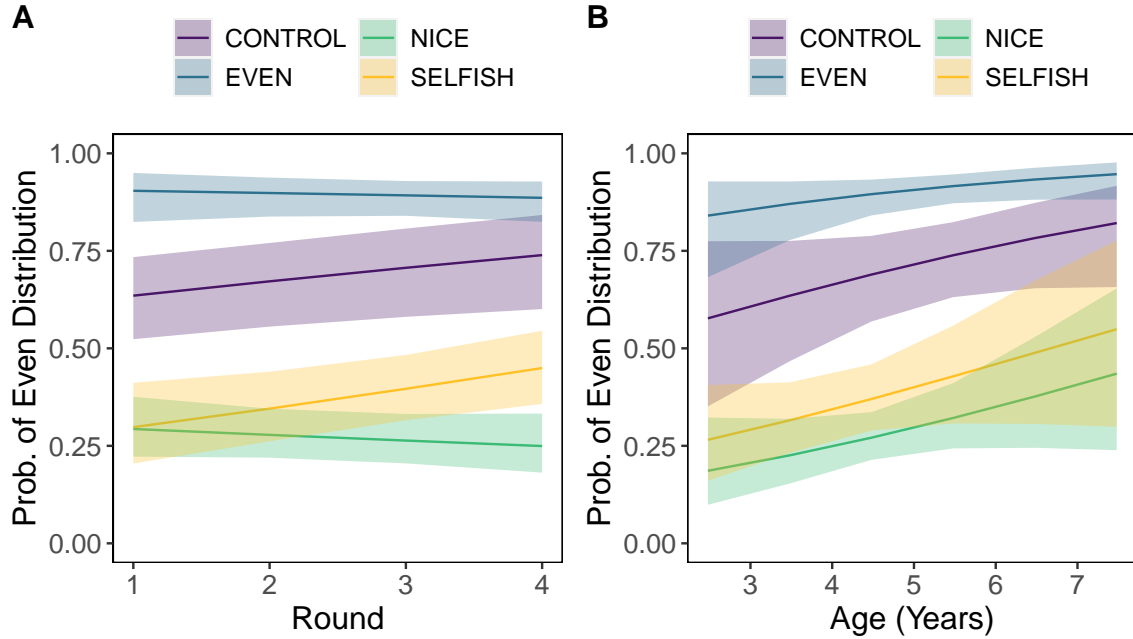 A
CONTROL NICE
EVEN SELFISH
Prob. of Even Distribution
1.00
0.75
0.50
0.25
0.00
1 2 3 4
Round
B
CONTROL NICE
EVEN SELFISH
Prob. of Even Distribution
1.00
0.75
0.50
0.25
0.00
3 4 5 6 7
Age (Years)